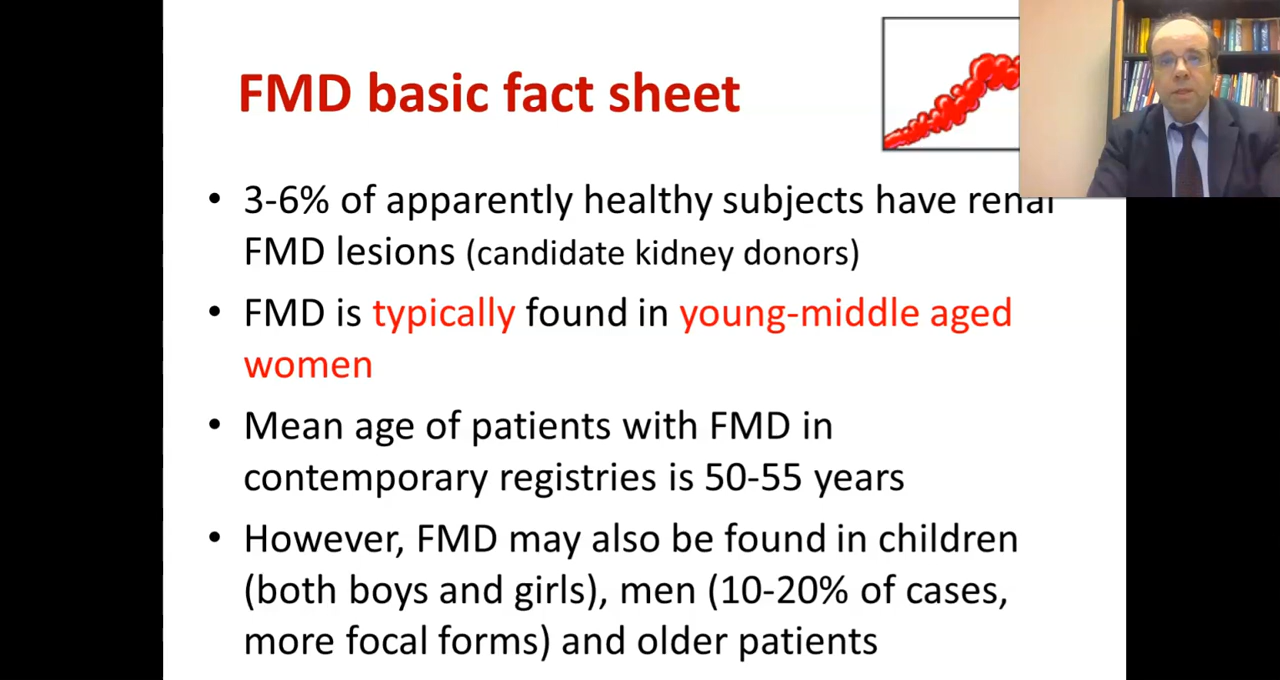 FMD basic fact sheet
• 3-6% of apparently healthy subjects have renal
FMD lesions (candidate kidney donors)
• FMD is typically found in young-middle aged
women
• Mean age of patients with FMD in
contemporary registries is 50-55 years
• However, FMD may also be found in children
(both boys and girls), men (10-20% of cases,
more focal forms) and older patients